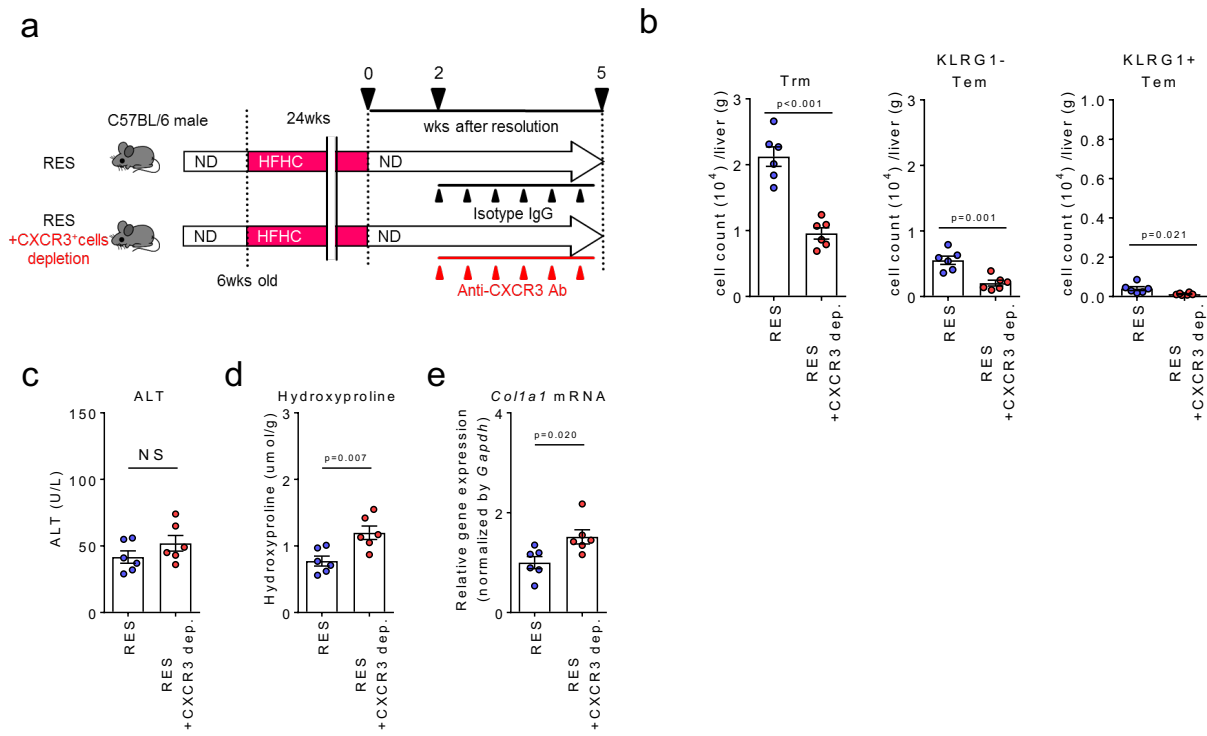 a
0 2 5
C57BL/6 male
24wks
wks after resolution
RES
ND HFHC ND
Isotype IgG
RES
+CXCR3⁺cells
depletion
ND HFHC ND
6wks old
Anti-CXCR3 Ab
b
Trm
p<0.001
cell count (10⁴) /liver (g)
3
2
1
0
RES
RES
+CXCR3 dep.
KLRG1-
Tem
p=0.001
cell count (10⁴) /liver (g)
3
2
1
0
RES
RES
+CXCR3 dep.
KLRG1+
Tem
p=0.021
cell count (10⁴) /liver (g)
1.0
0.8
0.6
0.4
0.2
0.0
RES
RES
+CXCR3 dep.
c
ALT
NS
ALT (U/L)
150
100
50
0
RES
RES
+CXCR3 dep.
d
Hydroxyproline
p=0.007
Hydroxyproline (umol/g)
3
2
1
0
RES
RES
+CXCR3 dep.
e
Col1a1 mRNA
p=0.020
Relative gene expression
(normalized by Gapdh)
4
2
0
RES
RES
+CXCR3 dep.